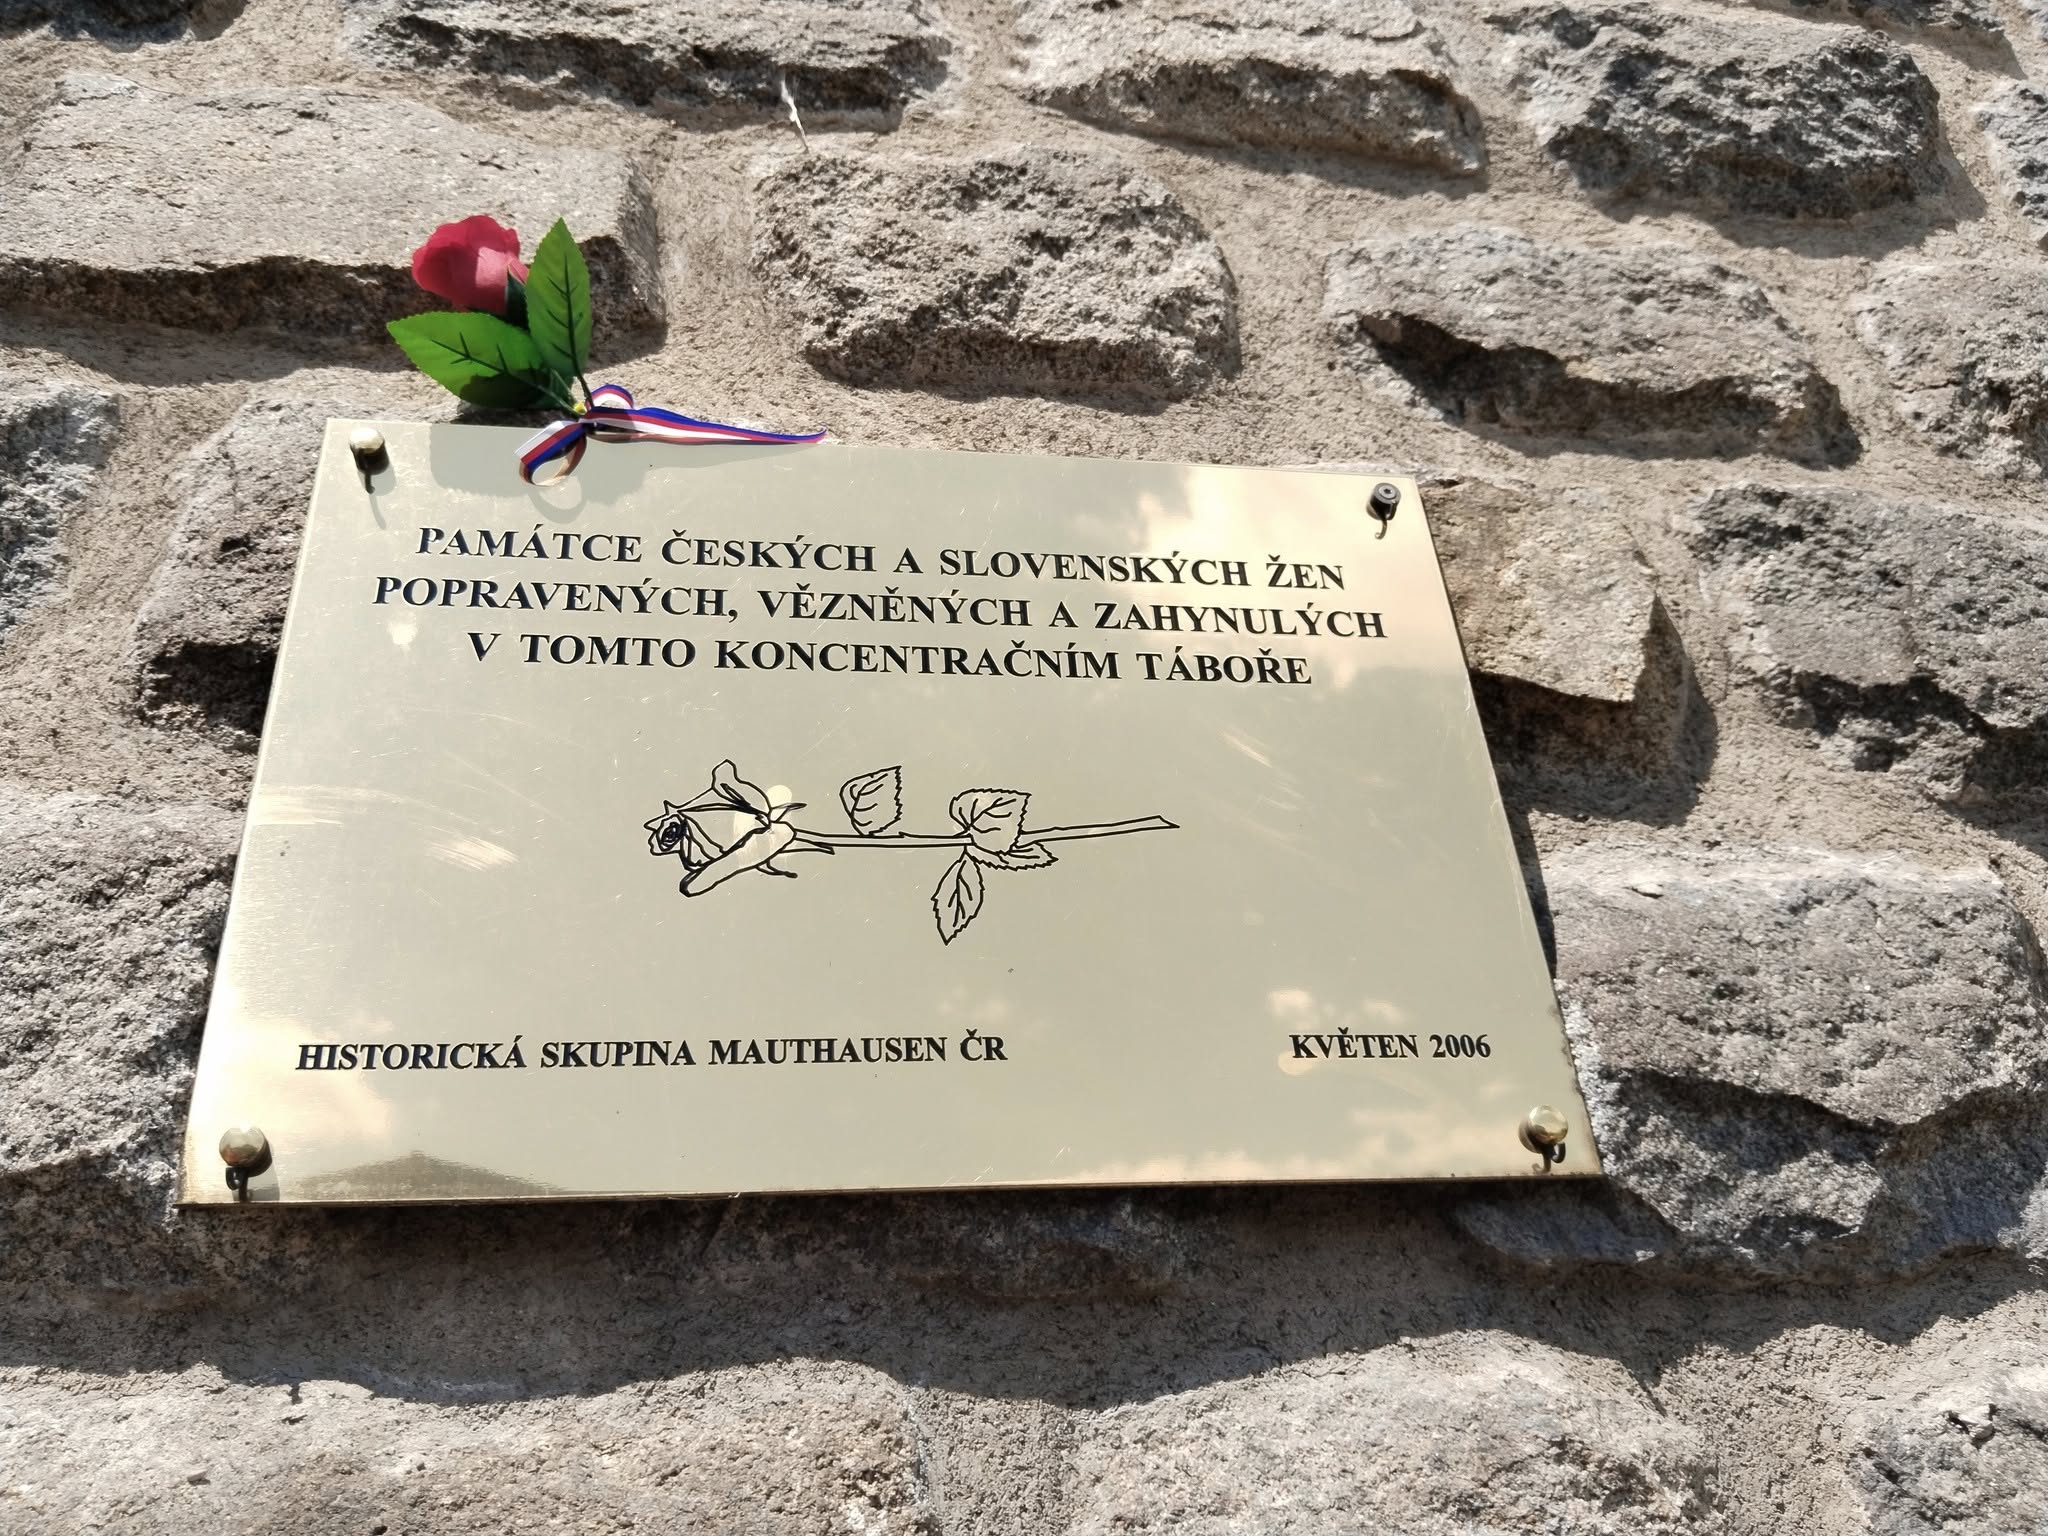 PAMÁTCE ČESKÝCH A SLOVENSKÝCH ŽEN
POPRAVENÝCH, VĚZNĚNÝCH A ZAHYNULÝCH
V TOMTO KONCENTRAČNÍM TÁBOŘE
HISTORICKÁ SKUPINA MAUTHAUSEN ČR
KVĚTEN 2006